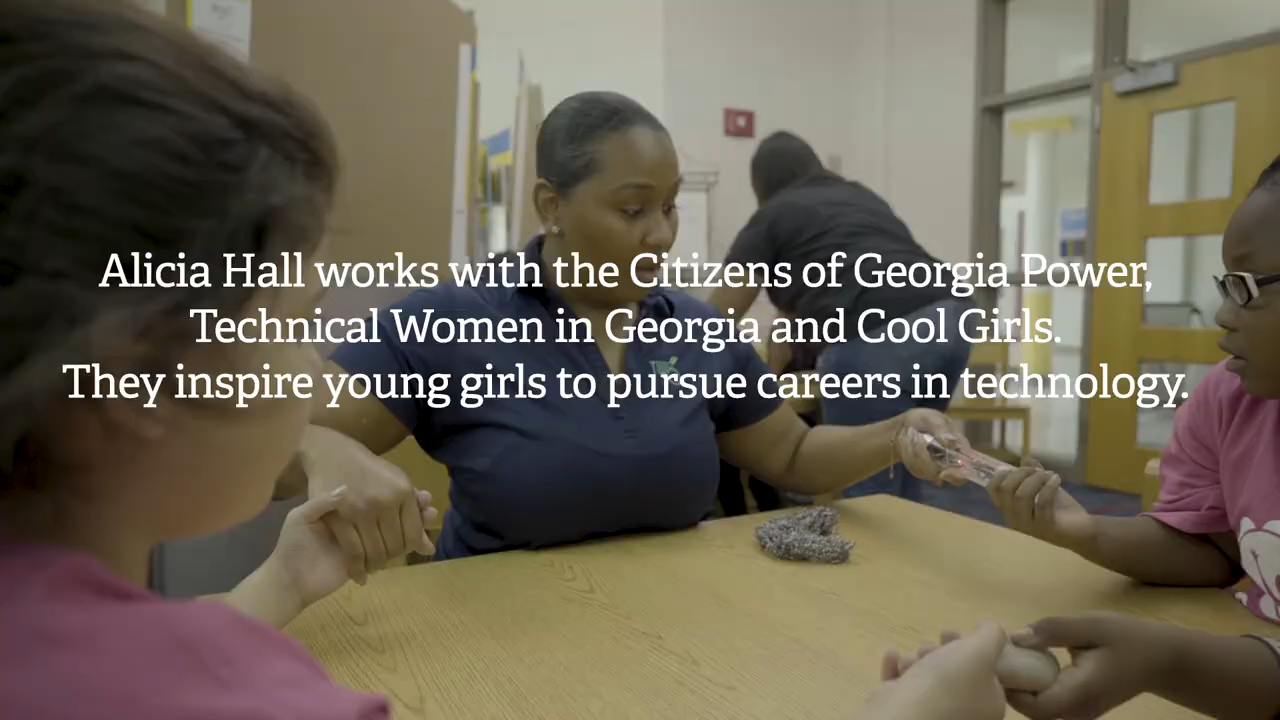 Alicia Hall works with the Citizens of Georgia Power,
Technical Women in Georgia and Cool Girls.
They inspire young girls to pursue careers in technology.